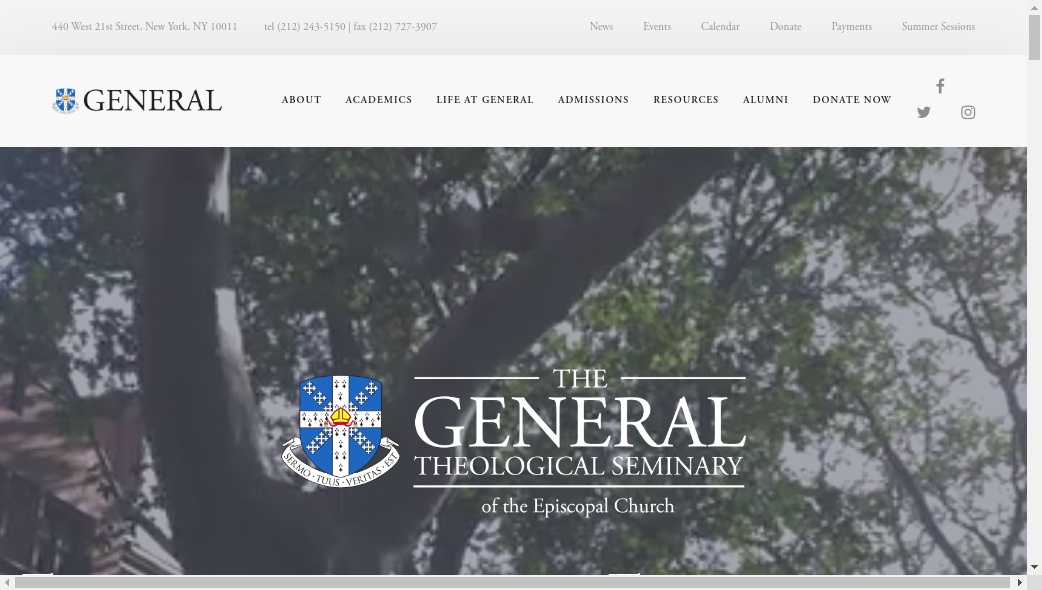 440 West 21st Street, New York, NY 10011 tel (212) 243-5150 | fax (212) 727-3907 News Events Calendar Donate Payments Summer Sessions
GENERAL ABOUT ACADEMICS LIFE AT GENERAL ADMISSIONS RESOURCES ALUMNI DONATE NOW
THE
GENERAL
THEOLOGICAL SEMINARY
SERMO · TUUS · VERITAS · EST
of the Episcopal Church